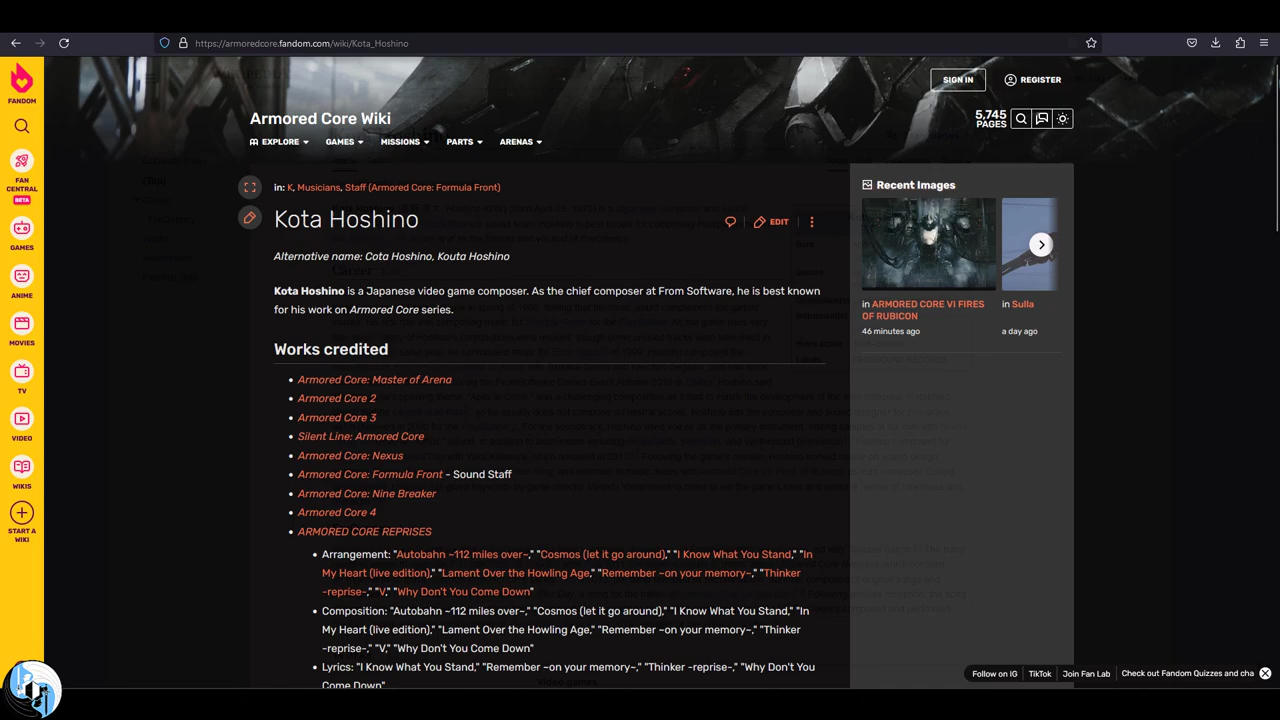 https://armoredcore.fandom.com/wiki/Kota_Hoshino
FANDOM
FAN
CENTRAL
BETA
GAMES
ANIME
MOVIES
TV
VIDEO
WIKIS
START A
WIKI
SIGN IN
REGISTER
Armored Core Wiki
5,745
PAGES
EXPLORE GAMES MISSIONS PARTS ARENAS
in: K, Musicians, Staff (Armored Core: Formula Front)
Kota Hoshino
EDIT
Alternative name: Cota Hoshino, Kouta Hoshino
Kota Hoshino is a Japanese video game composer. As the chief composer at From Software, he is best known
for his work on Armored Core series.
Works credited
• Armored Core: Master of Arena
• Armored Core 2
• Armored Core 3
• Silent Line: Armored Core
• Armored Core: Nexus
• Armored Core: Formula Front - Sound Staff
• Armored Core: Nine Breaker
• Armored Core 4
• ARMORED CORE REPRISES
• Arrangement: "Autobahn ~112 miles over~," "Cosmos (let it go around)," "I Know What You Stand," "In
My Heart (live edition)," "Lament Over the Howling Age," "Remember ~on your memory~," "Thinker
-reprise-," "V," "Why Don't You Come Down"
• Composition: "Autobahn ~112 miles over~," "Cosmos (let it go around)," "I Know What You Stand," "In
My Heart (live edition)," "Lament Over the Howling Age," "Remember ~on your memory~," "Thinker
-reprise-," "V," "Why Don't You Come Down"
• Lyrics: "I Know What You Stand," "Remember ~on your memory~," "Thinker -reprise-," "Why Don't You
Come Down"
Recent Images
in ARMORED CORE VI FIRES
OF RUBICON
46 minutes ago
in Sulla
a day ago
Follow on IG TikTok Join Fan Lab Check out Fandom Quizzes and cha